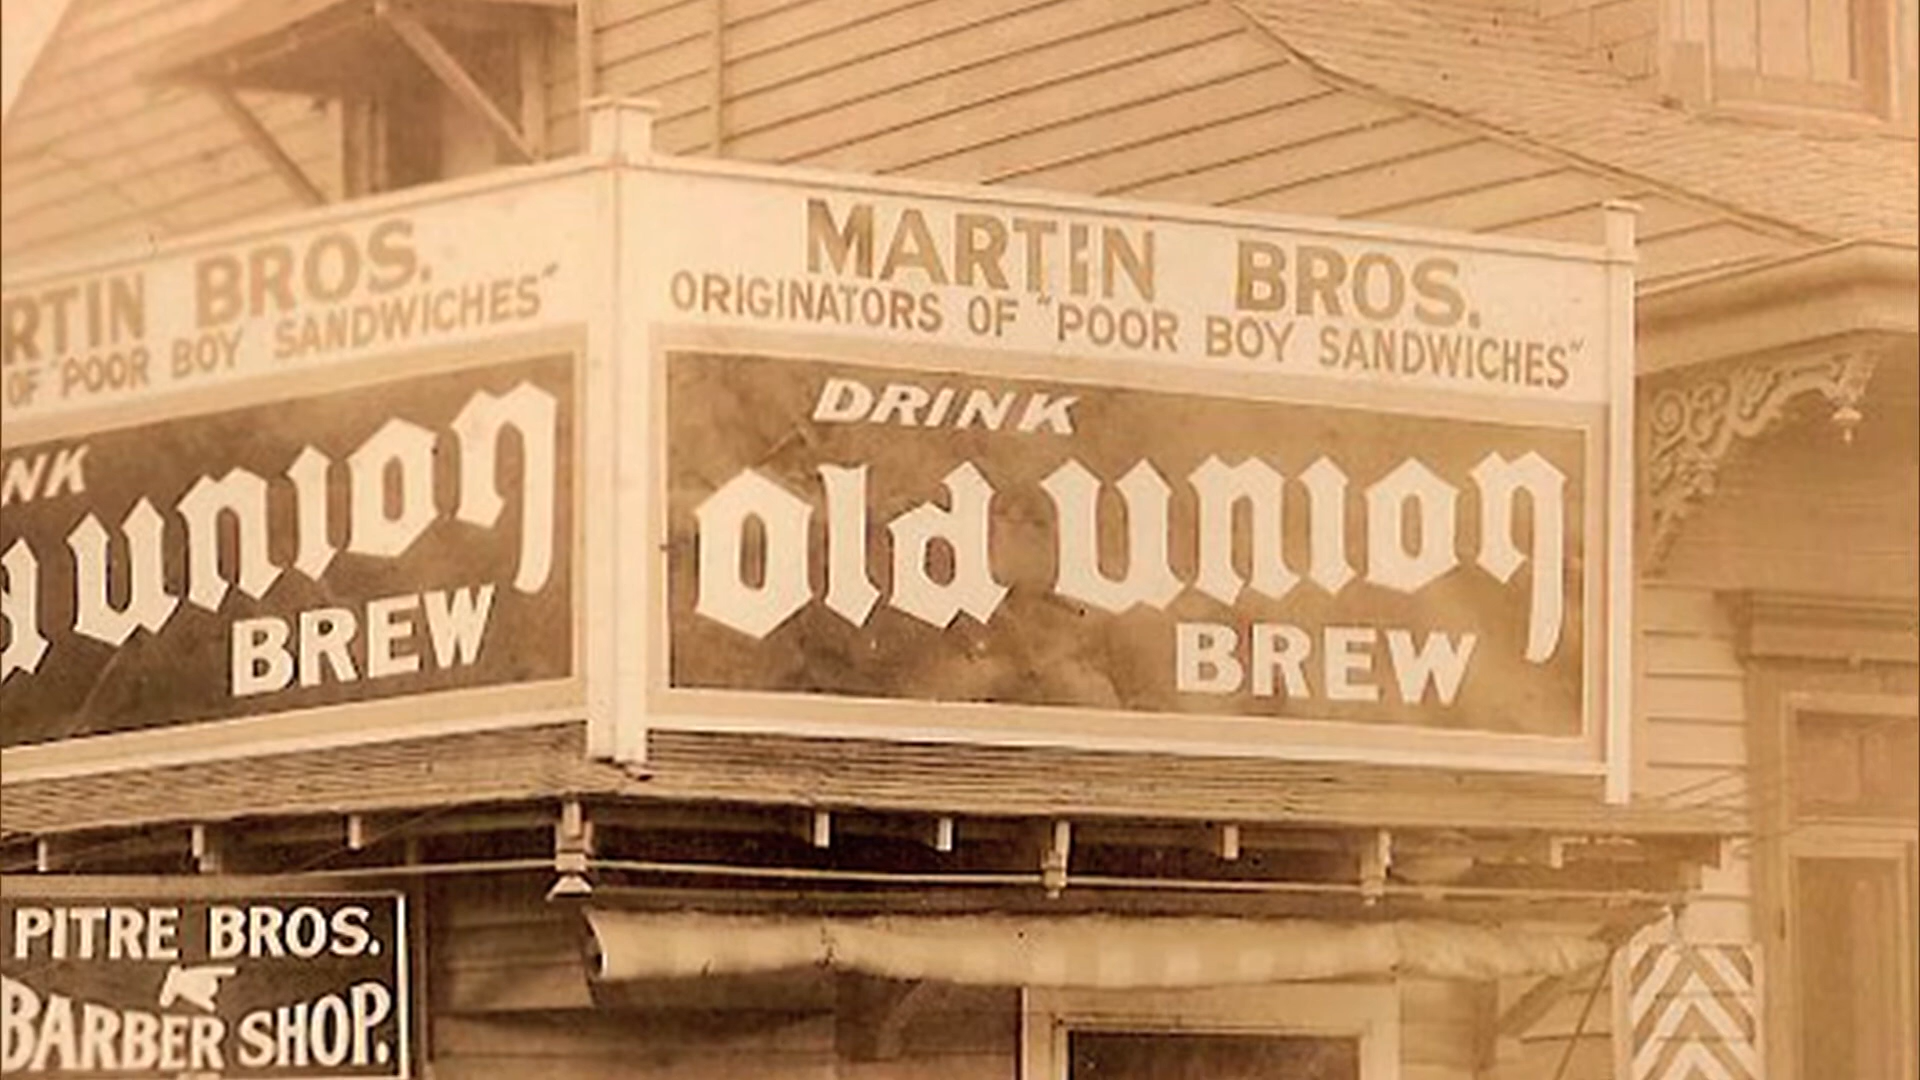 RTIN BROS.
OF "POOR BOY SANDWICHES"
NK
d union
BREW
MARTIN BROS.
ORIGINATORS OF "POOR BOY SANDWICHES"
DRINK
Old union
BREW
PITRE BROS.
BARBER SHOP.